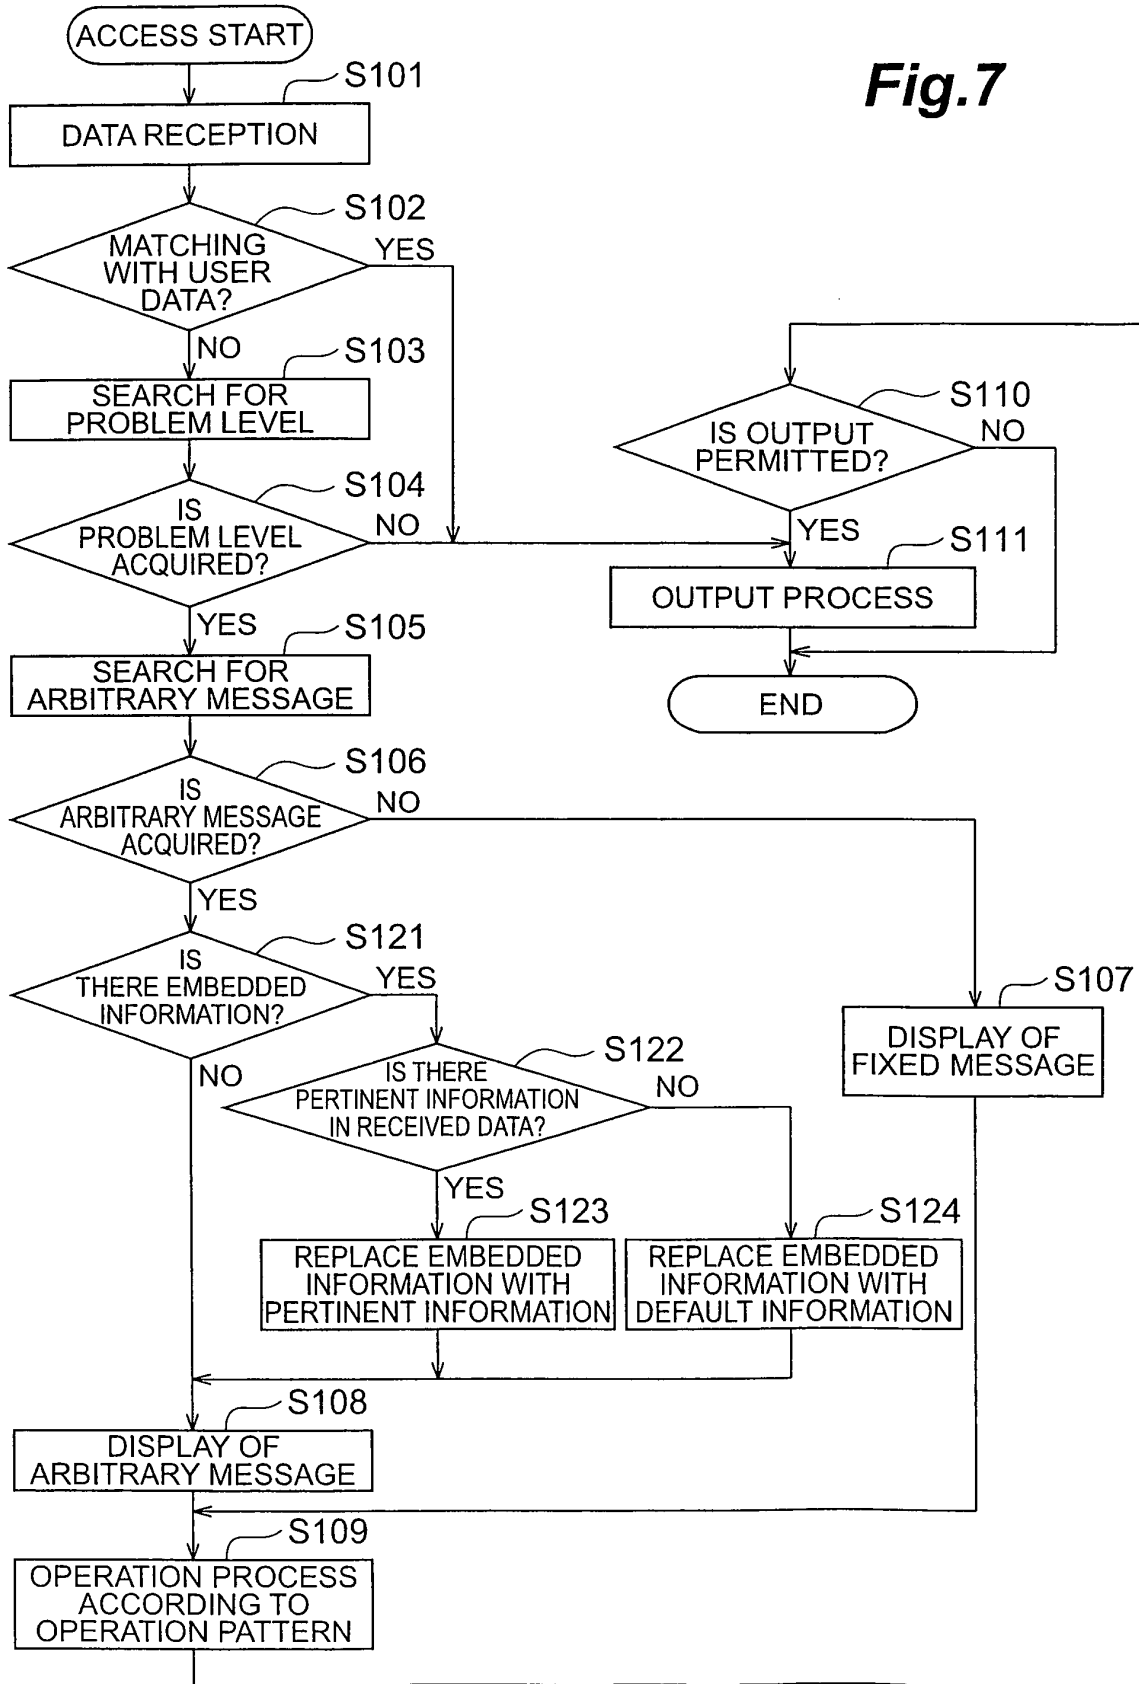 ACCESS START
Fig.7
S101
DATA RECEPTION
S102
MATCHING
WITH USER
DATA?
YES
NO
S103
SEARCH FOR
PROBLEM LEVEL
S104
IS
PROBLEM LEVEL
ACQUIRED?
NO
YES
S105
SEARCH FOR
ARBITRARY MESSAGE
S110
IS OUTPUT
PERMITTED?
NO
YES
S111
OUTPUT PROCESS
END
S106
IS
ARBITRARY MESSAGE
ACQUIRED?
NO
YES
S121
IS
THERE EMBEDDED
INFORMATION?
YES
NO
S107
DISPLAY OF
FIXED MESSAGE
S122
IS THERE
PERTINENT INFORMATION
IN RECEIVED DATA?
NO
YES
S123
REPLACE EMBEDDED
INFORMATION WITH
PERTINENT INFORMATION
S124
REPLACE EMBEDDED
INFORMATION WITH
DEFAULT INFORMATION
S108
DISPLAY OF
ARBITRARY MESSAGE
S109
OPERATION PROCESS
ACCORDING TO
OPERATION PATTERN